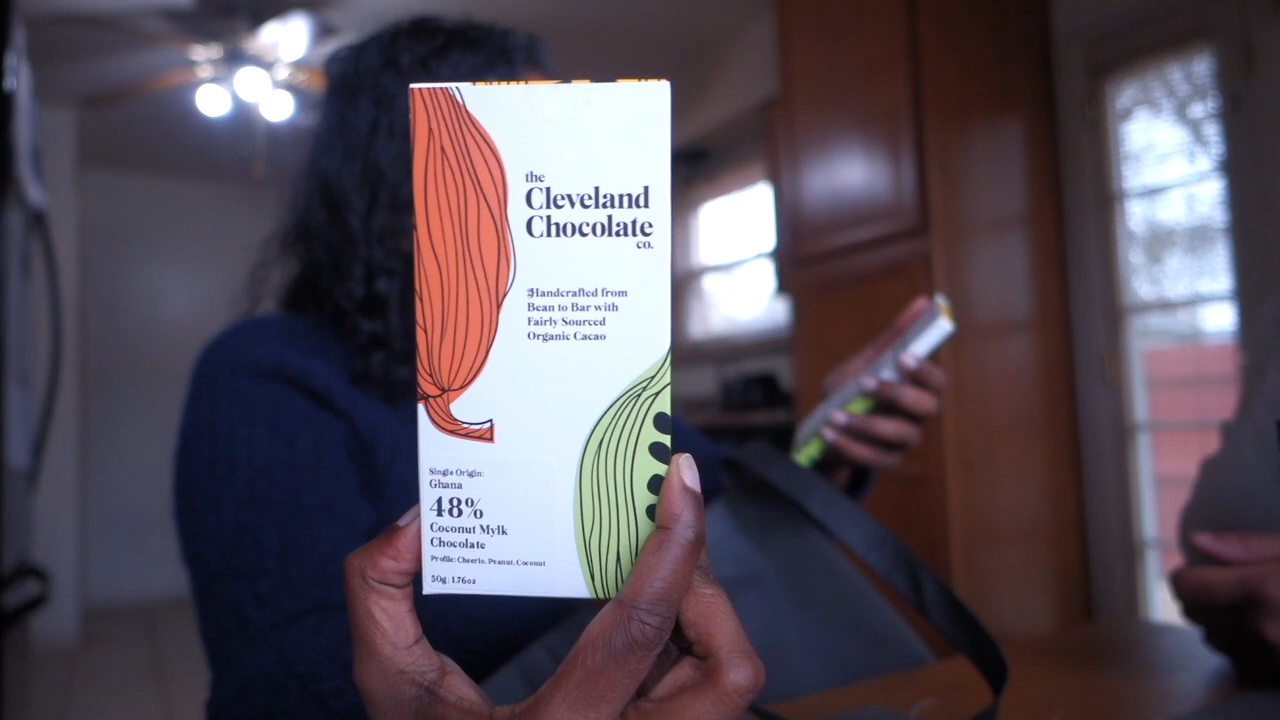 the
Cleveland
Chocolate
co.
Handcrafted from
Bean to Bar with
Fairly Sourced
Organic Cacao
Single Origin:
Ghana
48%
Coconut Mylk
Chocolate
Profile: Cheerio, Peanut, Coconut
50g | 1.76oz